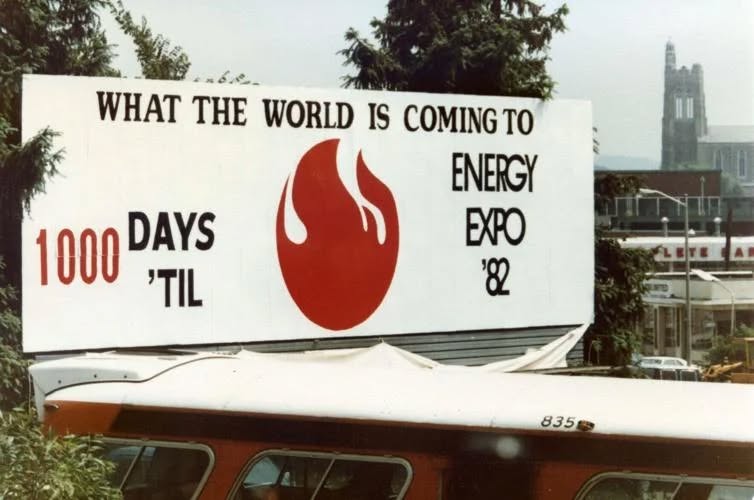 WHAT THE WORLD IS COMING TO
1000 DAYS 'TIL
ENERGY
EXPO
'82
835